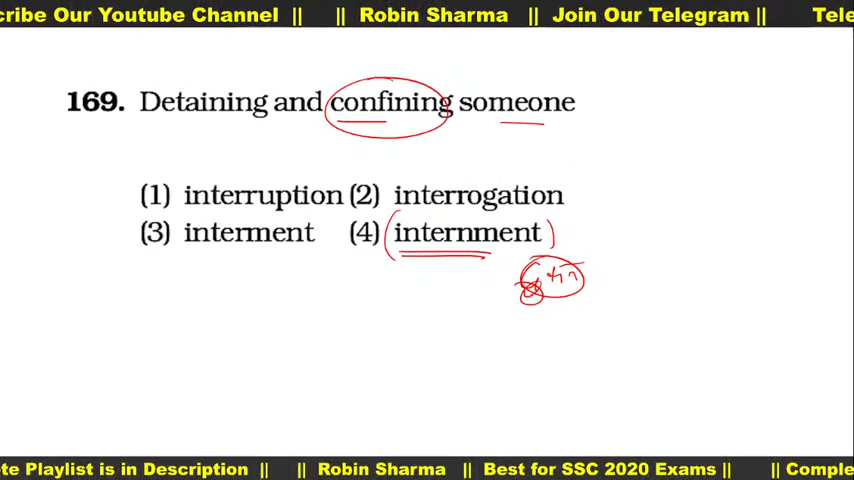 cribe Our Youtube Channel || || Robin Sharma || Join Our Telegram || Tele
169. Detaining and confining someone
(1) interruption (2) interrogation
(3) interment (4) internment
te Playlist is in Description || || Robin Sharma || Best for SSC 2020 Exams || || Comple